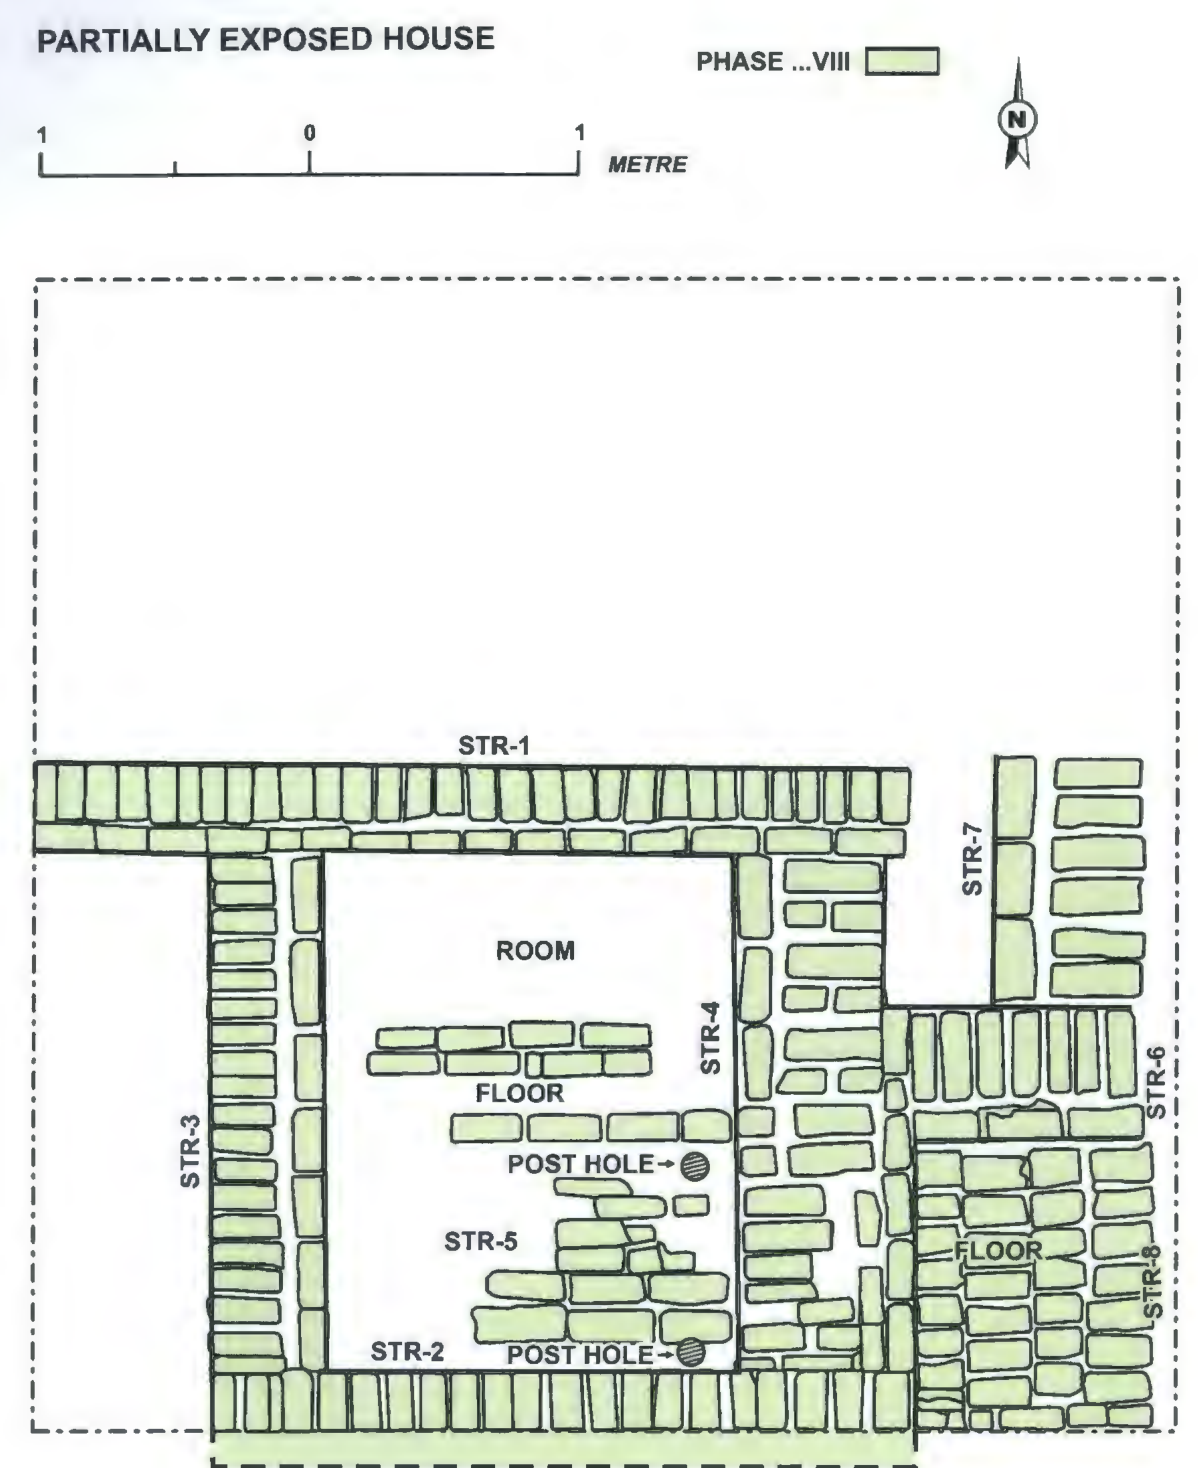 PARTIALLY EXPOSED HOUSE
PHASE ...VIII
N
1 0 1
METRE
STR-1
STR-7
ROOM
STR-4
FLOOR
STR-6
STR-3
POST HOLE
STR-5
FLOOR
STR-8
STR-2
POST HOLE